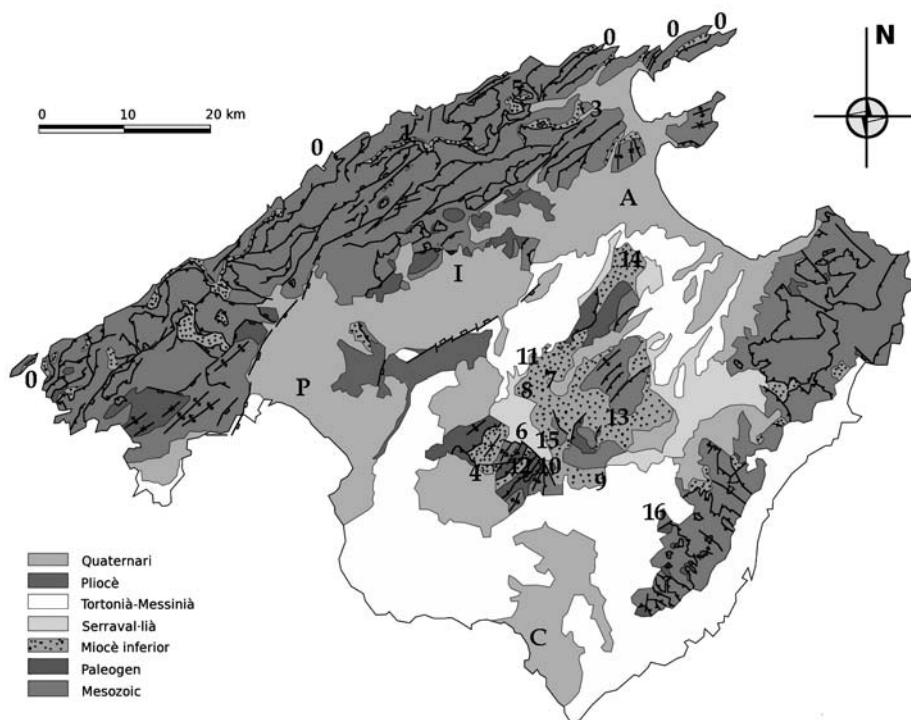 0 0 0
N
0 10 20 km
5
3
1 2
0
A
14
I
11
7
0
P
8
13
6 15
4 12 10 9
16
C
Quaternari
Pliocè
Tortonià-Messinià
Serraval·lià
Miocè inferior
Paleogen
Mesozoic